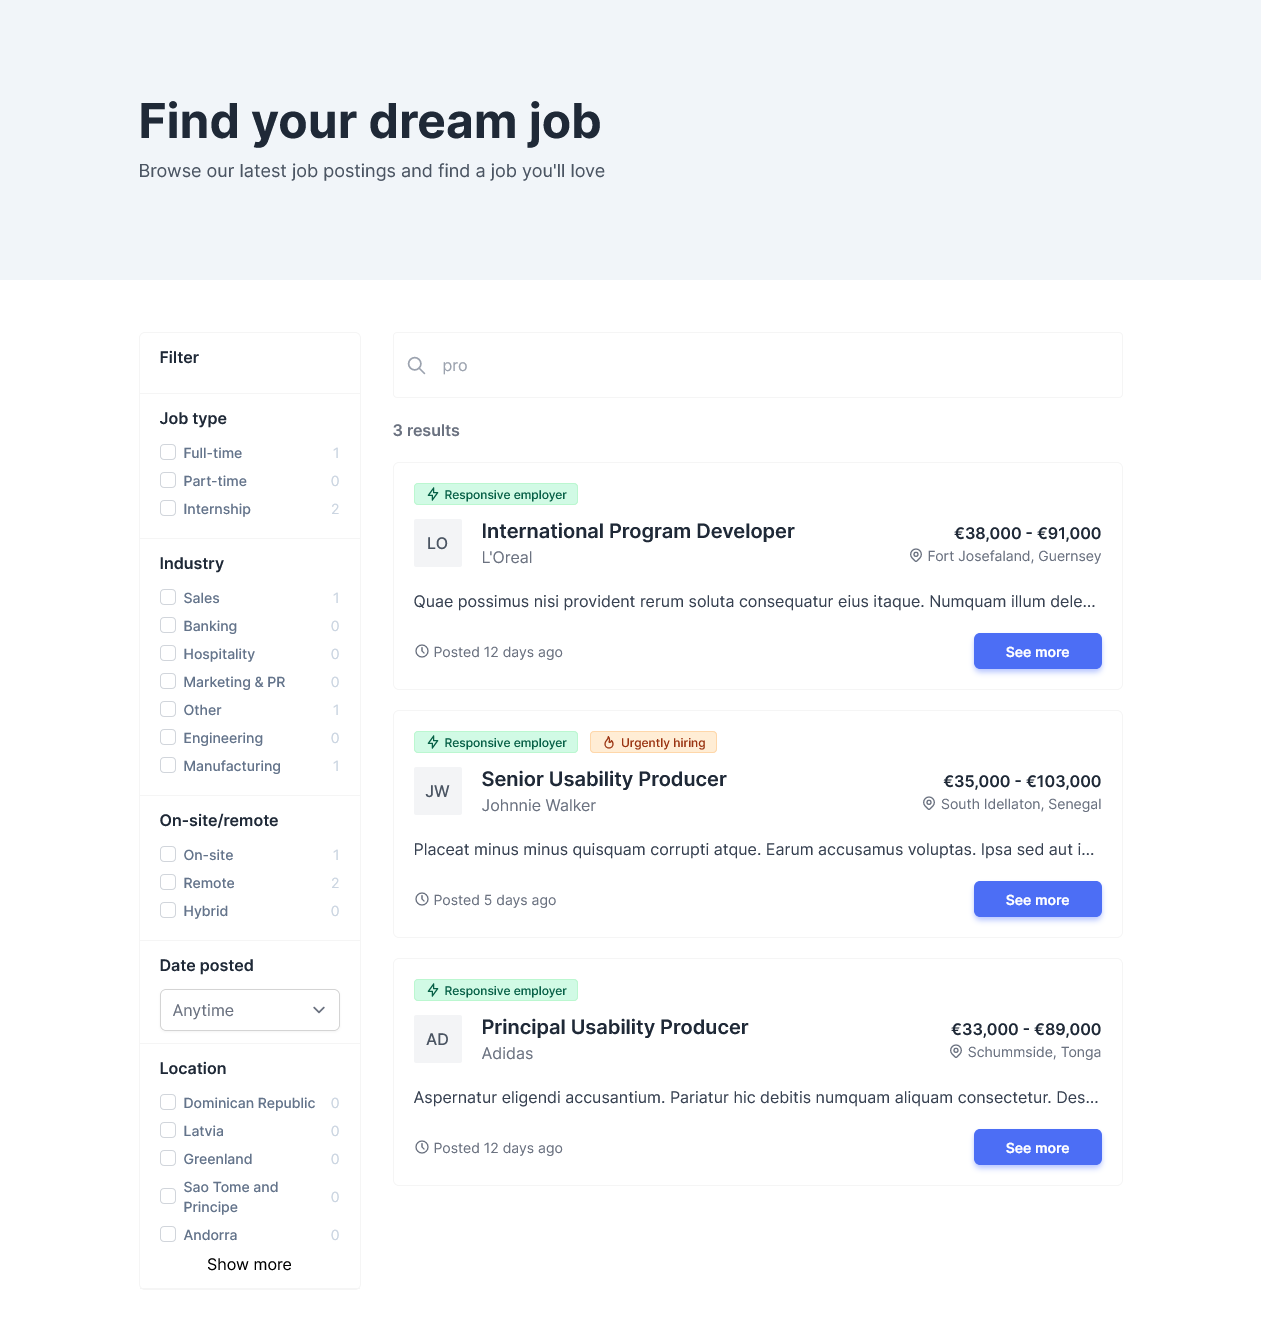 Find your dream job
Browse our latest job postings and find a job you'll love
Filter
Job type
Full-time 1
Part-time 0
Internship 2
Industry
Sales 1
Banking 0
Hospitality 0
Marketing & PR 0
Other 1
Engineering 0
Manufacturing 1
On-site/remote
On-site 1
Remote 2
Hybrid 0
Date posted
Anytime
Location
Dominican Republic 0
Latvia 0
Greenland 0
Sao Tome and
Principe 0
Andorra 0
Show more
pro
3 results
Responsive employer
LO
International Program Developer
L'Oreal
€38,000 - €91,000
Fort Josefaland, Guernsey
Quae possimus nisi provident rerum soluta consequatur eius itaque. Numquam illum dele...
Posted 12 days ago
See more
Responsive employer
Urgently hiring
JW
Senior Usability Producer
Johnnie Walker
€35,000 - €103,000
South Idellaton, Senegal
Placeat minus minus quisquam corrupti atque. Earum accusamus voluptas. Ipsa sed aut i...
Posted 5 days ago
See more
Responsive employer
AD
Principal Usability Producer
Adidas
€33,000 - €89,000
Schummside, Tonga
Aspernatur eligendi accusantium. Pariatur hic debitis numquam aliquam consectetur. Des...
Posted 12 days ago
See more